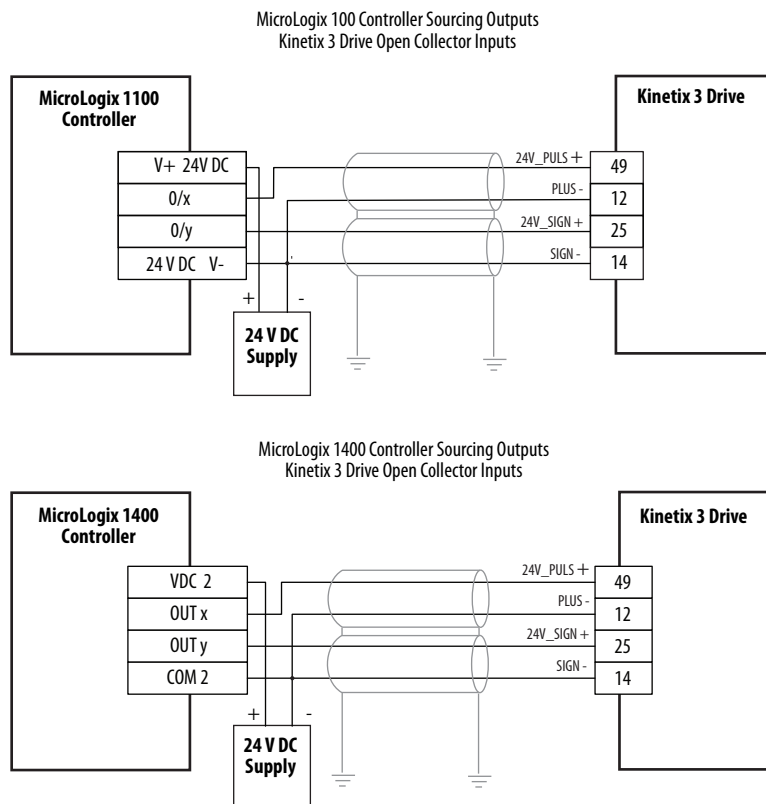 MicroLogix 100 Controller Sourcing Outputs
Kinetix 3 Drive Open Collector Inputs
MicroLogix 1100
Controller
Kinetix 3 Drive
V+ 24V DC
0/x
0/y
24 V DC V-
24V_PULS +
PLUS -
24V_SIGN +
SIGN -
49
12
25
14
+ -
24 V DC
Supply
MicroLogix 1400 Controller Sourcing Outputs
Kinetix 3 Drive Open Collector Inputs
MicroLogix 1400
Controller
Kinetix 3 Drive
VDC 2
OUT x
OUT y
COM 2
24V_PULS +
PLUS -
24V_SIGN +
SIGN -
49
12
25
14
+ -
24 V DC
Supply